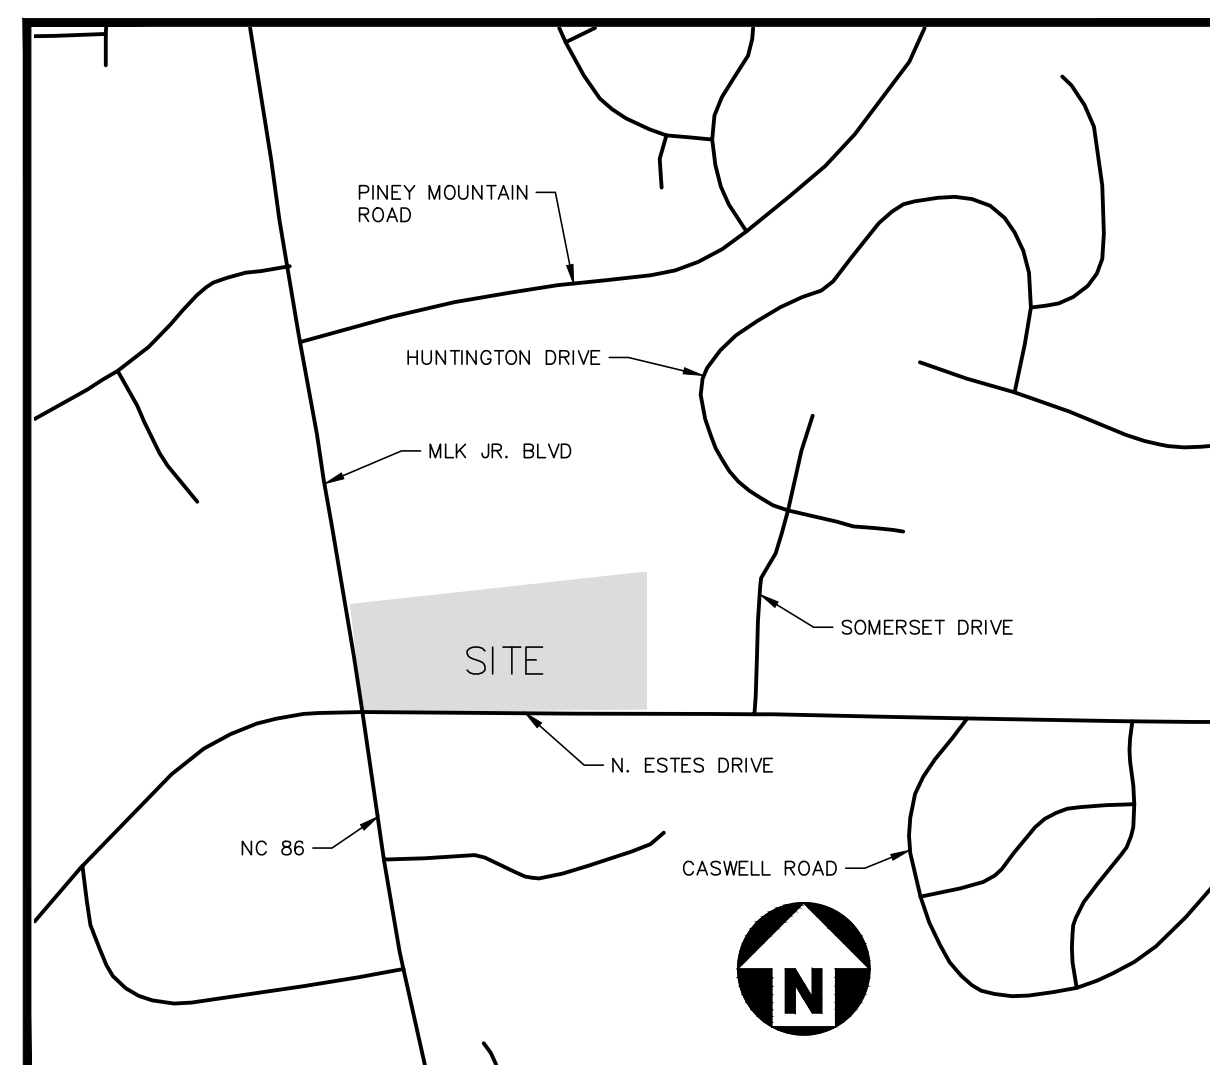 PINEY MOUNTAIN
ROAD
HUNTINGTON DRIVE
MLK JR. BLVD
SOMERSET DRIVE
SITE
N. ESTES DRIVE
NC 86
CASWELL ROAD
N